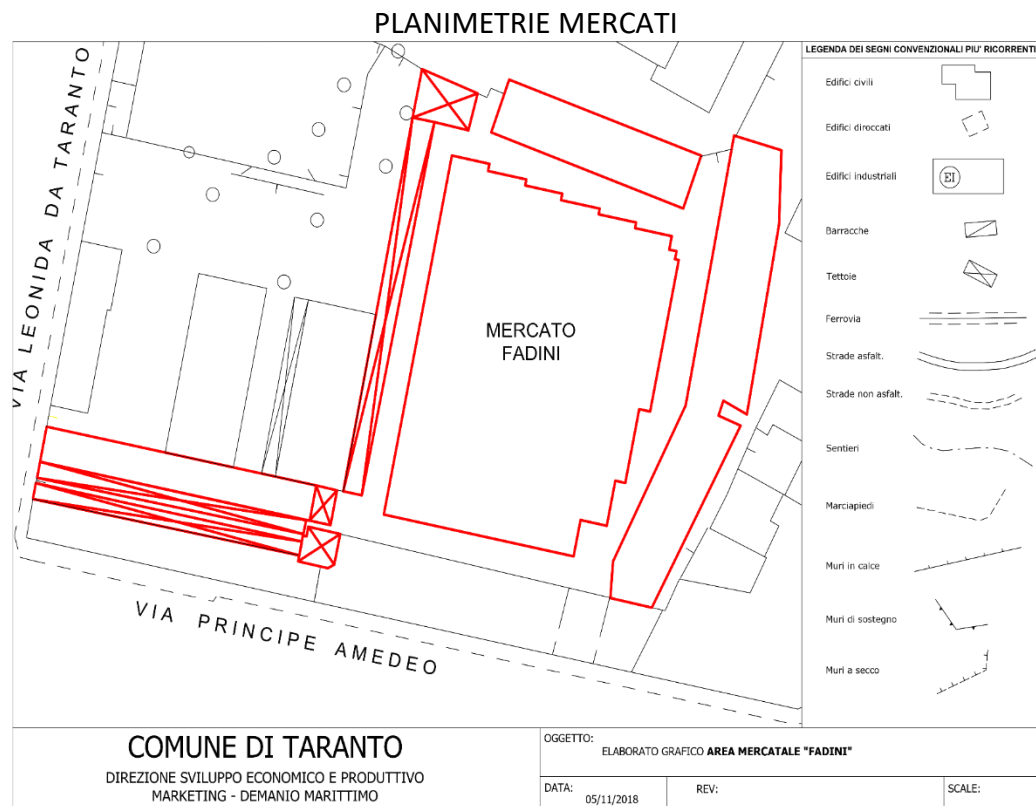 PLANIMETRIE MERCATI
LEGENDA DEI SEGNI CONVENZIONALI PIU' RICORRENTI
Edifici civili
Edifici diroccati
Edifici industriali
EI
Barracche
Tettoie
Ferrovia
Strade asfalt.
Strade non asfalt.
Sentieri
Marciapiedi
Muri in calce
Muri di sostegno
Muri a secco
VIA LEONIDA DA TARANTO
MERCATO
FADINI
VIA PRINCIPE AMEDEO
COMUNE DI TARANTO
DIREZIONE SVILUPPO ECONOMICO E PRODUTTIVO
MARKETING - DEMANIO MARITTIMO
OGGETTO:
ELABORATO GRAFICO AREA MERCATALE "FADINI"
DATA:
05/11/2018
REV:
SCALE: